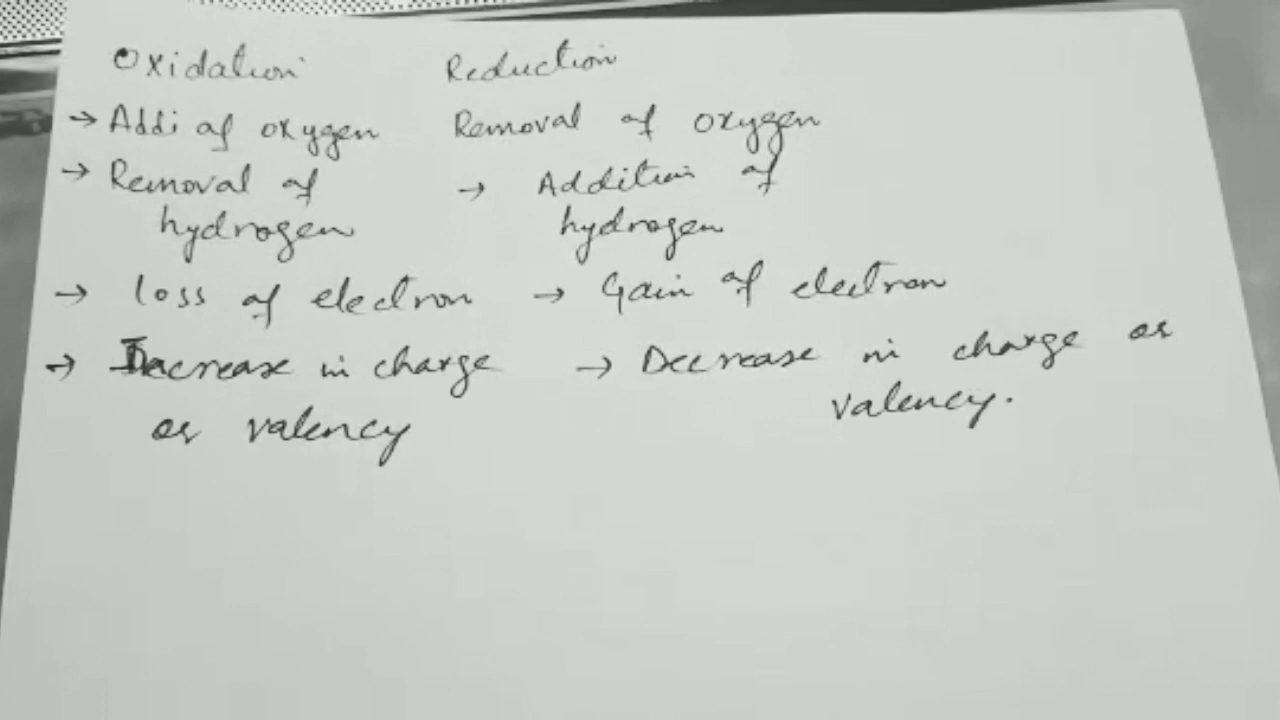 Oxidation Reduction
→ Addi of oxygen Removal of oxygen
→ Removal of → Addition of
hydrogen hydrogen
→ loss of electron → Gain of electron
→ Increase in charge → Decrease in charge or
or valency valency.